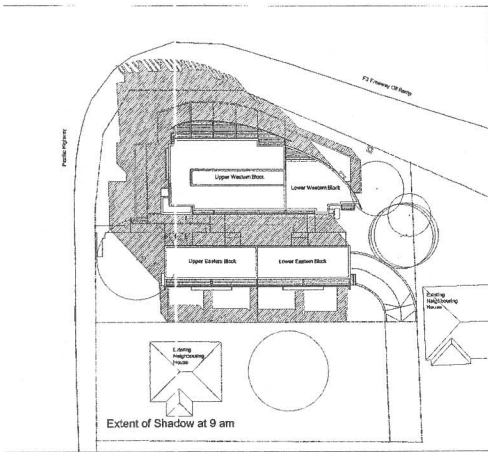 F3 Freeway Off Ramp
Pacific Highway
Upper Western Block
Lower Western Block
Upper Eastern Block
Lower Eastern Block
Existing
Neighbouring
House
Existing
Neighbouring
House
Extent of Shadow at 9 am